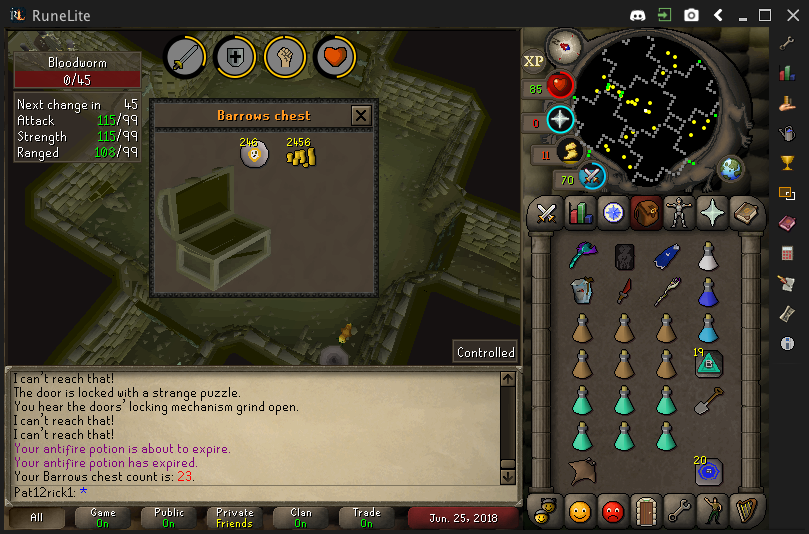 RuneLite
Bloodworm
0/45
Next change in 45
Attack 115/99
Strength 115/99
Ranged 108/99
Barrows chest
246
2456
XP
85
0
11
70
Controlled
19
B
20
I can't reach that!
The door is locked with a strange puzzle.
You hear the doors' locking mechanism grind open.
I can't reach that!
I can't reach that!
Your antifire potion is about to expire.
Your antifire potion has expired.
Your Barrows chest count is: 23.
Pat12rick1: *
All
Game
On
Public
On
Private
Friends
Clan
On
Trade
On
Jun. 25, 2018